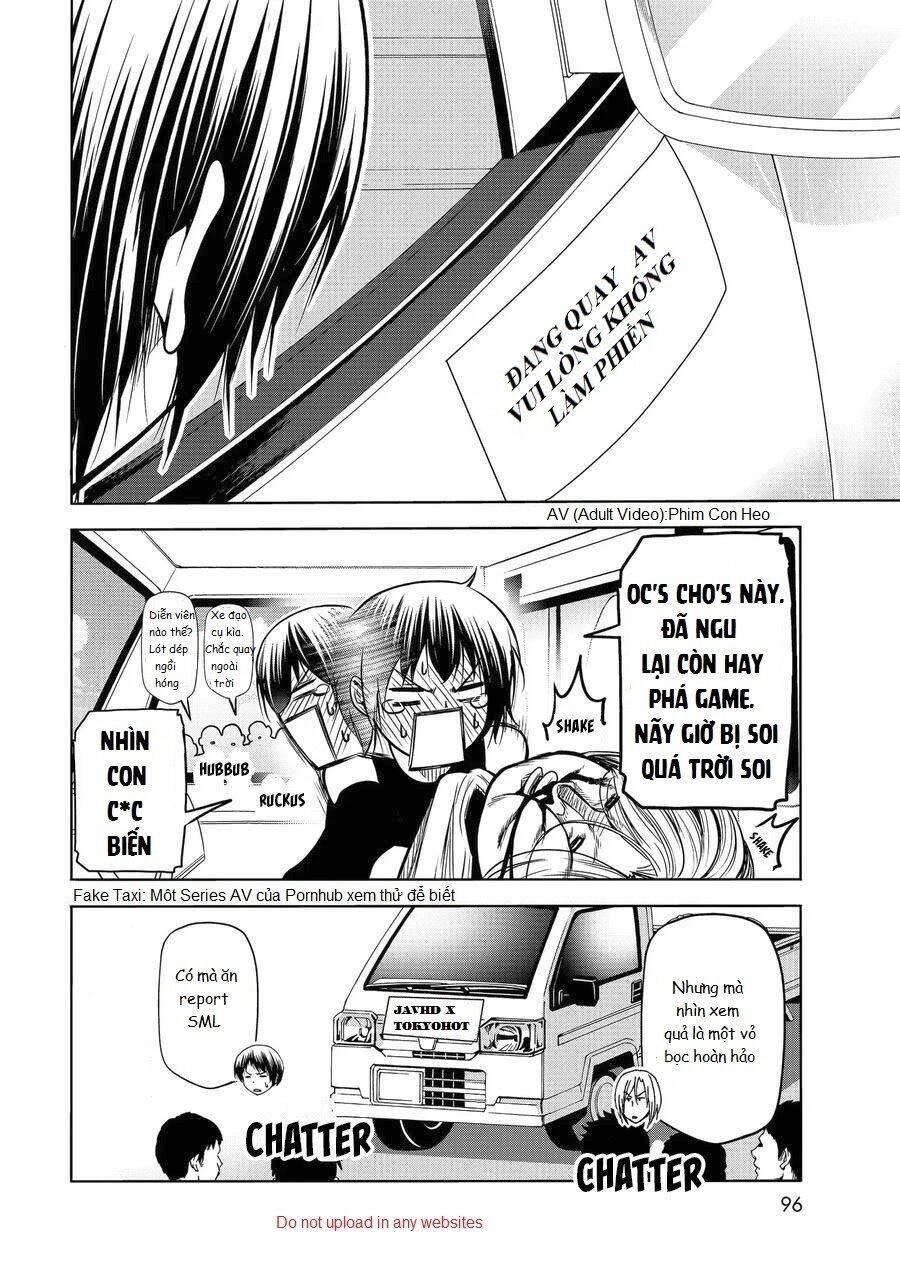 ĐANG QUAY AV
VUI LÒNG KHÔNG
LÀM PHIỀN
AV (Adult Video):Phim Con Heo
OC'S CHO'S NÀY.
ĐÃ NGU
LẠI CÒN HAY
PHÁ GAME.
NÃY GIỜ BỊ SOI
QUÁ TRỜI SOI
SHAKE
SHAKE
Xe đạo
cụ kìa.
Chắc quay
ngoài
trời
Diễn viên
nào thế?
Lót dép
ngồi
hóng
HUBBUB
RUCKUS
NHÌN
CON
C*C
BIẾN
Fake Taxi: Một Series AV của Pornhub xem thử để biết
Nhưng mà
nhìn xem
quả là một vỏ
bọc hoàn hảo
JAVHD X
TOKYOHOT
Có mà ăn
report
SML
CHATTER
CHATTER
96
Do not upload in any websites